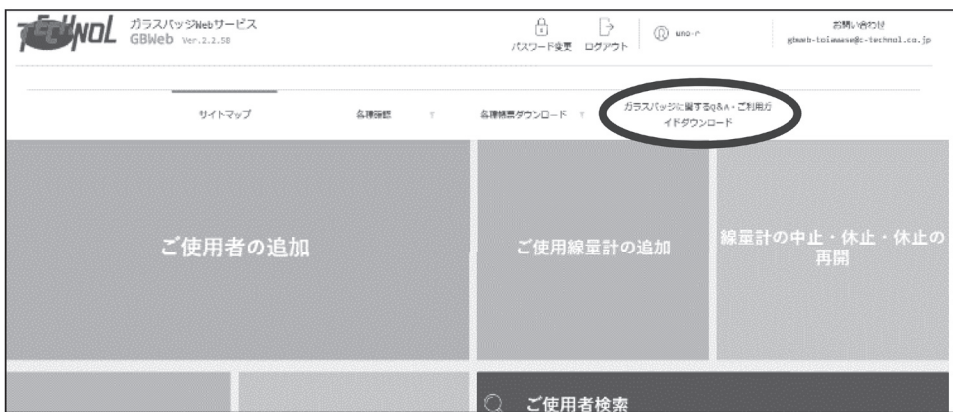 TECHNOL
ガラスバッジWebサービス
GBWeb Ver.2.2.58
パスワード変更
ログアウト
uno-r
お問い合わせ
gbweb-toiawase@c-technol.co.jp
サイトマップ
各種確認
各種帳票ダウンロード
ガラスバッジに関するQ&A・ご利用ガ
イドダウンロード
ご使用者の追加
ご使用線量計の追加
線量計の中止・休止・休止の
再開
ご使用者検索